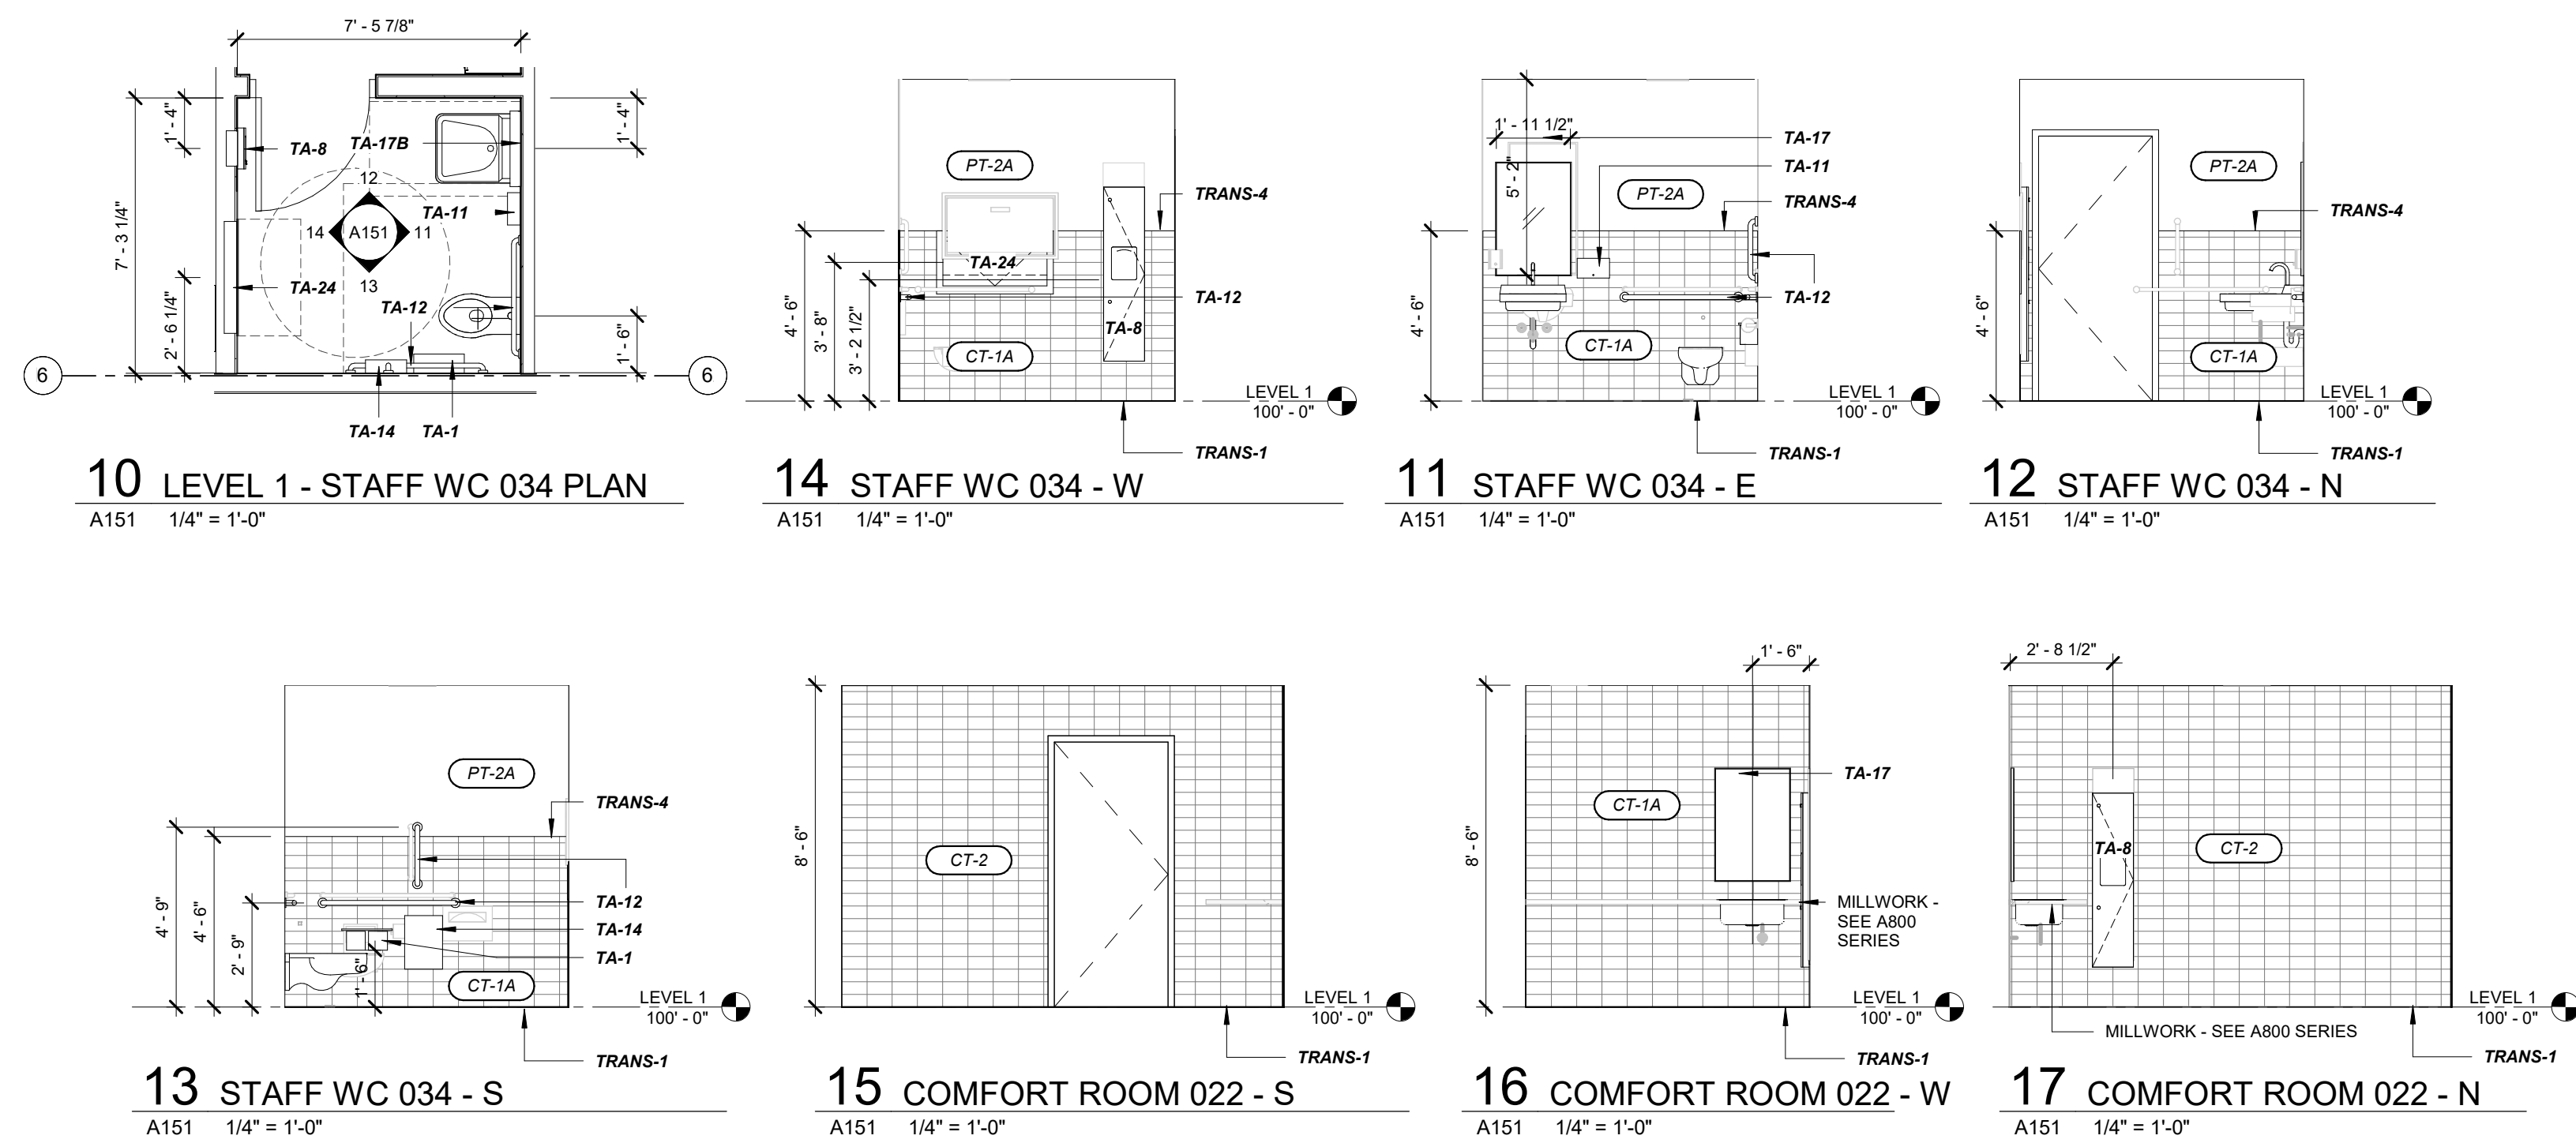 7' - 5 7/8"
1' - 4"
7' - 3 1/4"
2' - 6 1/4"
1' - 4"
1' - 6"
TA-8
TA-17B
12
TA-11
14
A151
11
13
TA-24
TA-12
6
6
TA-14
TA-1
10 LEVEL 1 - STAFF WC 034 PLAN
A151 1/4" = 1'-0"
PT-2A
TRANS-4
TA-24
TA-12
TA-8
CT-1A
4' - 6"
3' - 8"
3' - 2 1/2"
LEVEL 1
100' - 0"
TRANS-1
14 STAFF WC 034 - W
A151 1/4" = 1'-0"
1' - 11 1/2"
5' - 2"
TA-17
TA-11
PT-2A
TRANS-4
TA-12
4' - 6"
CT-1A
LEVEL 1
100' - 0"
TRANS-1
11 STAFF WC 034 - E
A151 1/4" = 1'-0"
PT-2A
TRANS-4
4' - 6"
CT-1A
LEVEL 1
100' - 0"
TRANS-1
12 STAFF WC 034 - N
A151 1/4" = 1'-0"
PT-2A
TRANS-4
4' - 9"
4' - 6"
2' - 9"
1' - 6"
TA-12
TA-14
TA-1
CT-1A
LEVEL 1
100' - 0"
TRANS-1
13 STAFF WC 034 - S
A151 1/4" = 1'-0"
8' - 6"
CT-2
LEVEL 1
100' - 0"
TRANS-1
15 COMFORT ROOM 022 - S
A151 1/4" = 1'-0"
1' - 6"
8' - 6"
TA-17
CT-1A
MILLWORK -
SEE A800
SERIES
LEVEL 1
100' - 0"
TRANS-1
16 COMFORT ROOM 022 - W
A151 1/4" = 1'-0"
2' - 8 1/2"
TA-8
CT-2
LEVEL 1
100' - 0"
MILLWORK - SEE A800 SERIES
TRANS-1
17 COMFORT ROOM 022 - N
A151 1/4" = 1'-0"